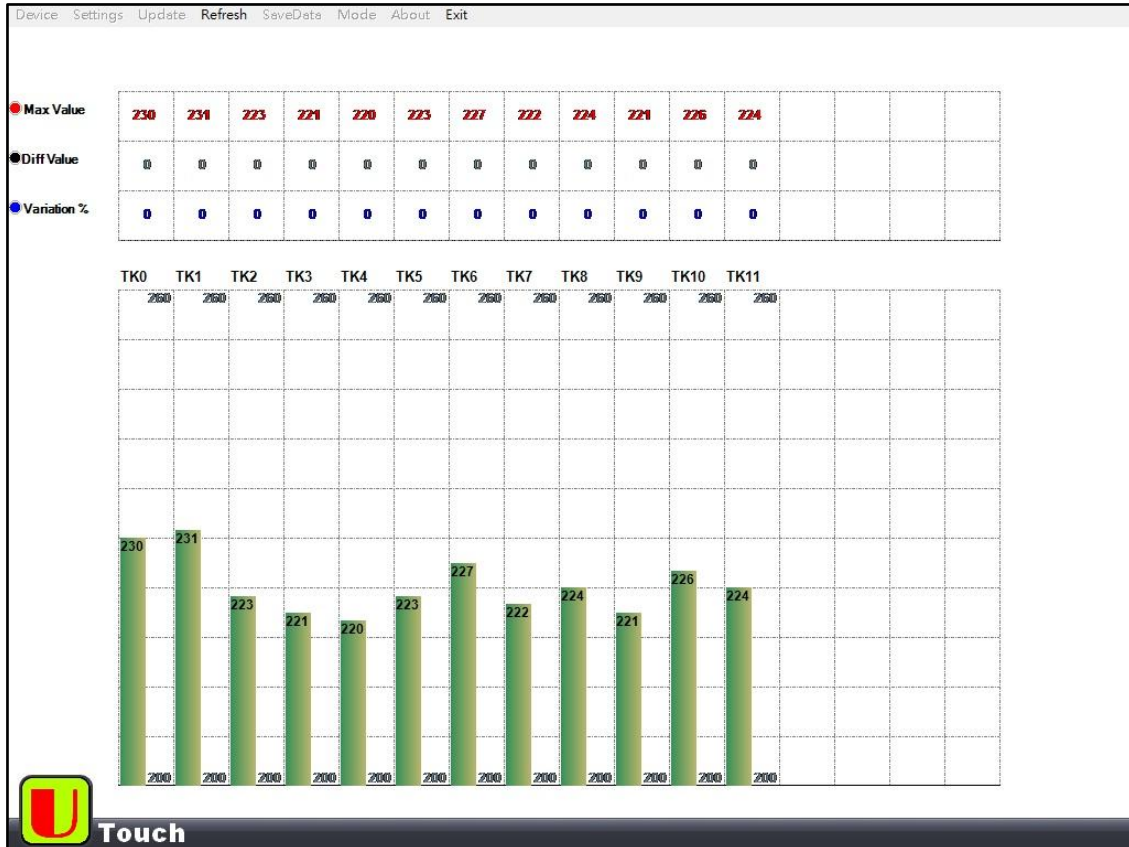 Device Settings Update Refresh SaveData Mode About Exit
Max Value 230 231 223 221 220 223 227 222 224 221 226 224
Diff Value 0 0 0 0 0 0 0 0 0 0 0 0
Variation % 0 0 0 0 0 0 0 0 0 0 0 0
TK0 TK1 TK2 TK3 TK4 TK5 TK6 TK7 TK8 TK9 TK10 TK11
260 260 260 260 260 260 260 260 260 260 260 260
230 231 223 221 220 223 227 222 224 221 226 224
200 200 200 200 200 200 200 200 200 200 200 200
U Touch